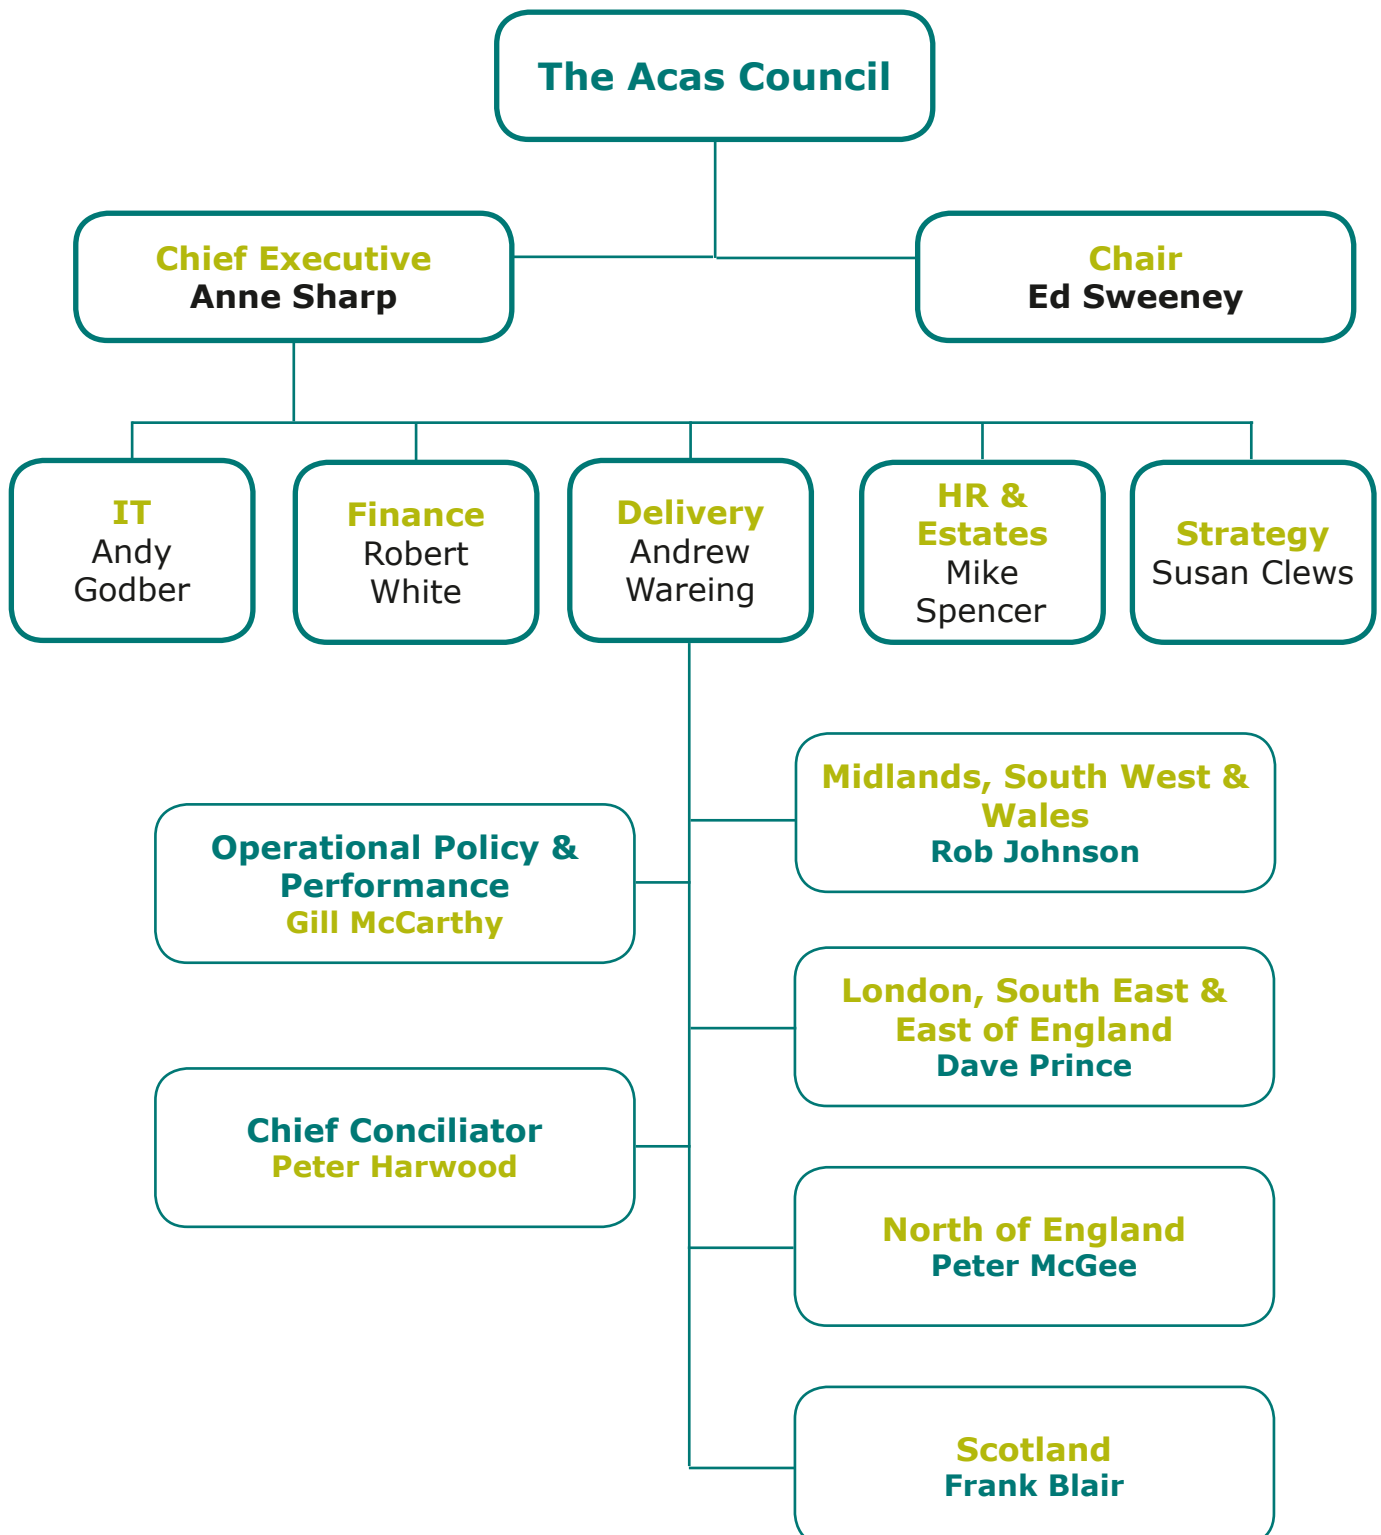 The Acas Council
Chief Executive
Anne Sharp
Chair
Ed Sweeney
IT
Andy
Godber
Finance
Robert
White
Delivery
Andrew
Wareing
HR &
Estates
Mike
Spencer
Strategy
Susan Clews
Midlands, South West &
Wales
Rob Johnson
Operational Policy &
Performance
Gill McCarthy
London, South East &
East of England
Dave Prince
Chief Conciliator
Peter Harwood
North of England
Peter McGee
Scotland
Frank Blair